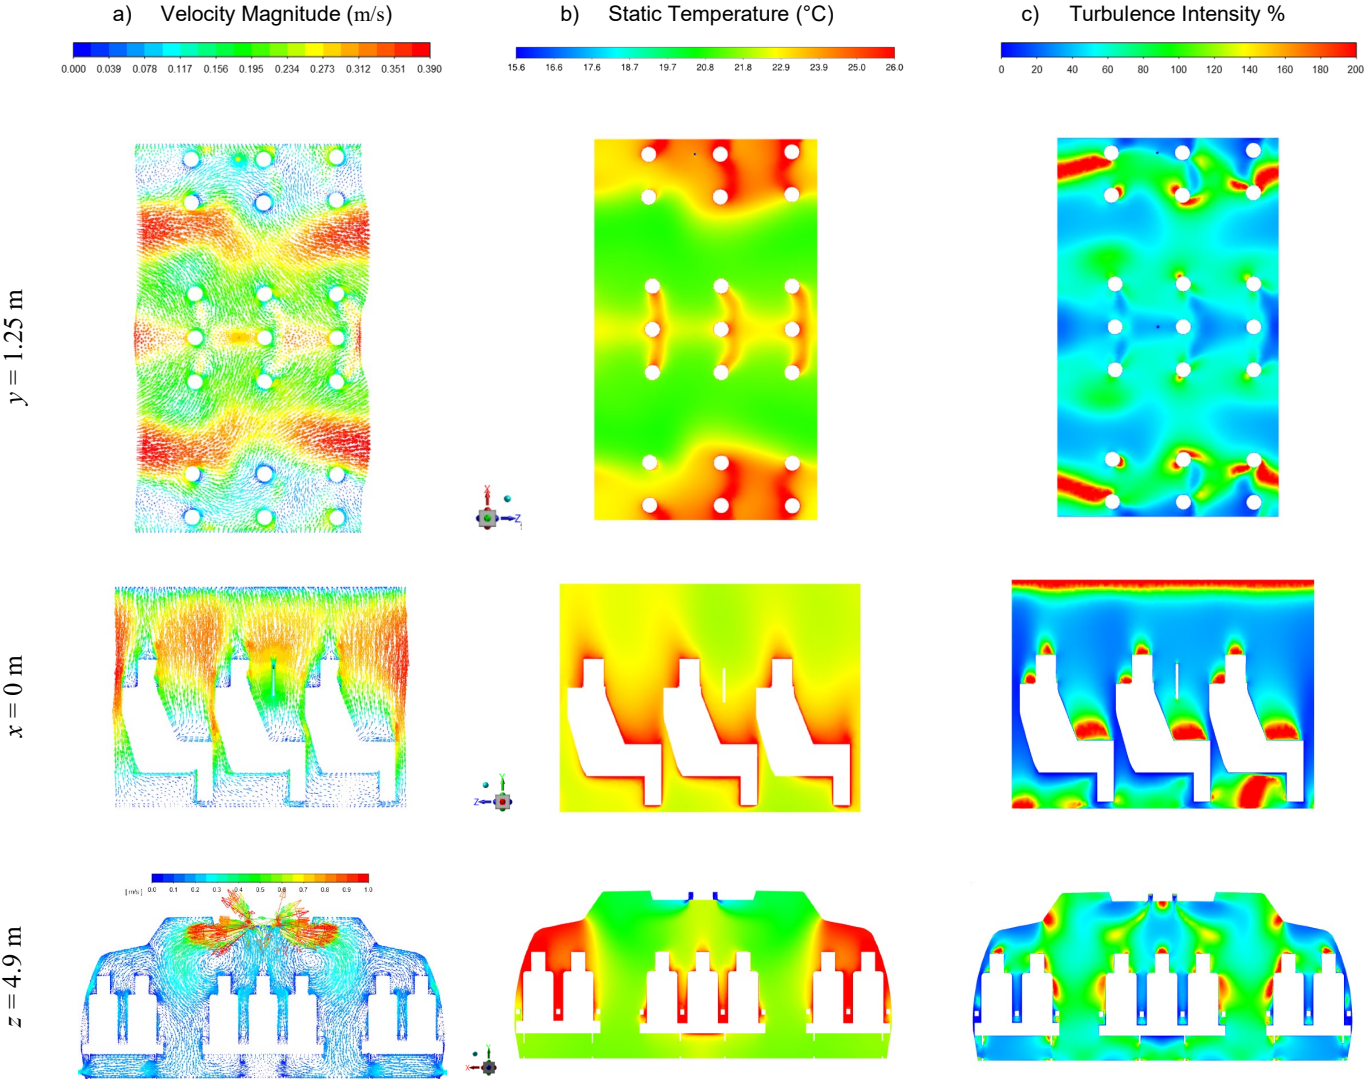 a) Velocity Magnitude (m/s)
b) Static Temperature (°C)
c) Turbulence Intensity %
0.000 0.039 0.078 0.117 0.156 0.195 0.234 0.273 0.312 0.351 0.390
15.6 16.6 17.6 18.7 19.7 20.8 21.8 22.9 23.9 25.0 26.0
0 20 40 60 80 100 120 140 160 180 200
y = 1.25 m
X
Z
x = 0 m
Y
Z
z = 4.9 m
[m/s] 0.0 0.1 0.2 0.3 0.4 0.5 0.6 0.7 0.8 0.9 1.0
Y
X